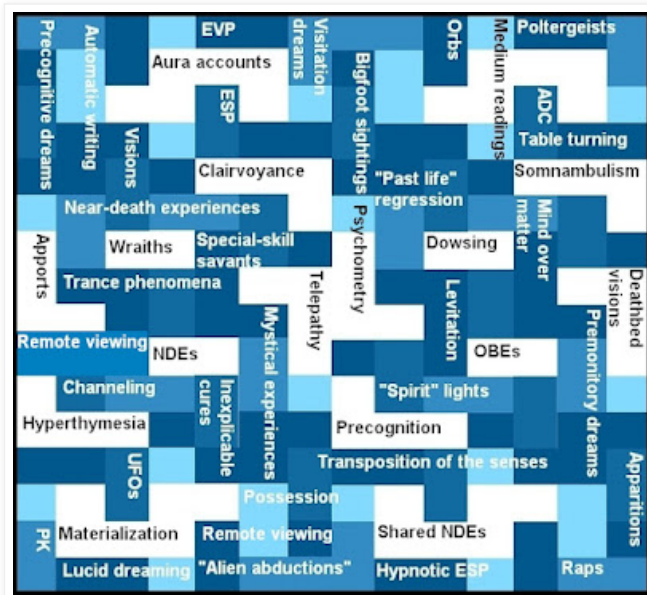 Precognitive dreams
Automatic writing
EVP
Visitation
dreams
Orbs
Medium readings
Poltergeists
Aura accounts
Bigfoot sightings
ESP
ADC
Visions
Table turning
Clairvoyance
"Past life"
regression
Somnambulism
Near-death experiences
Psychometry
Mind over
matter
Apports
Wraiths
Special-skill
savants
Dowsing
Trance phenomena
Telepathy
Levitation
Deathbed
visions
Mystical experiences
Premonitory dreams
Remote viewing
NDEs
OBEs
Channeling
Inexplicable
cures
"Spirit" lights
Hyperthymesia
Precognition
UFOs
Transposition of the senses
Apparitions
Possession
PK
Materialization
Remote viewing
Shared NDEs
Lucid dreaming
"Alien abductions"
Hypnotic ESP
Raps